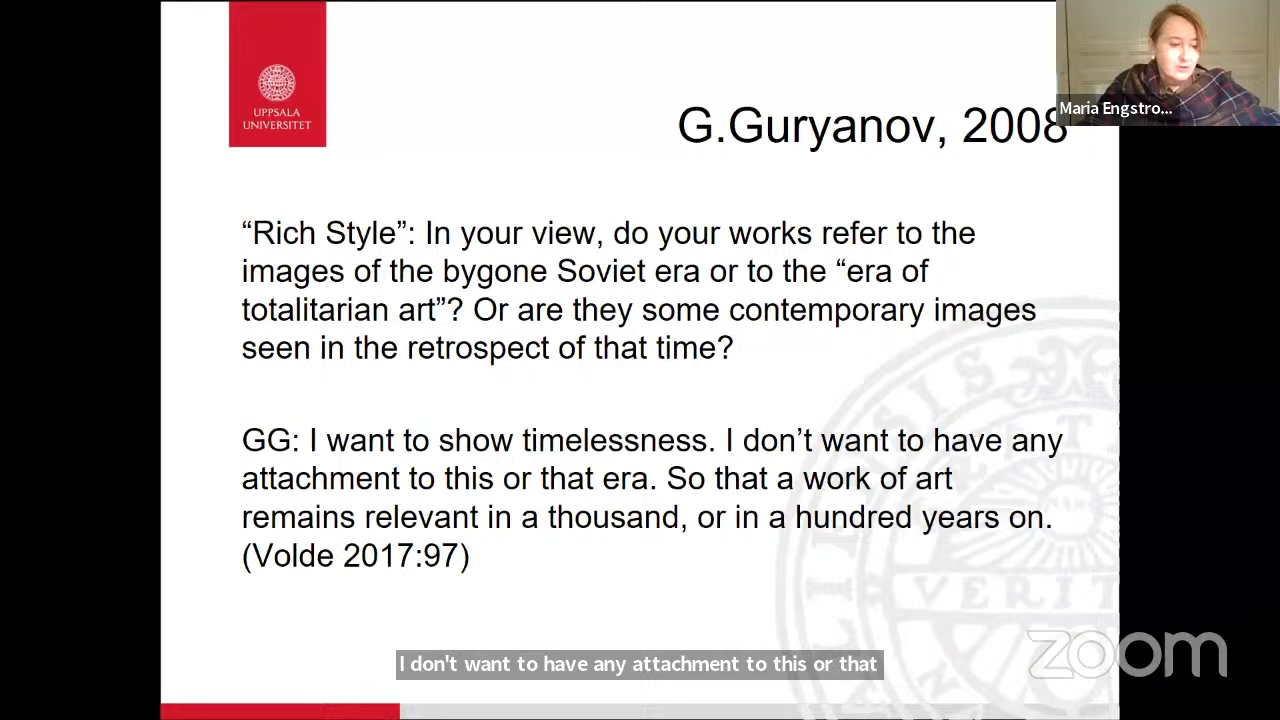 UPPSALA
UNIVERSITET
G.Guryanov, 2008
Maria Engstro...
“Rich Style”: In your view, do your works refer to the
images of the bygone Soviet era or to the “era of
totalitarian art”? Or are they some contemporary images
seen in the retrospect of that time?
GG: I want to show timelessness. I don’t want to have any
attachment to this or that era. So that a work of art
remains relevant in a thousand, or in a hundred years on.
(Volde 2017:97)
VERIT
I don't want to have any attachment to this or that
zoom